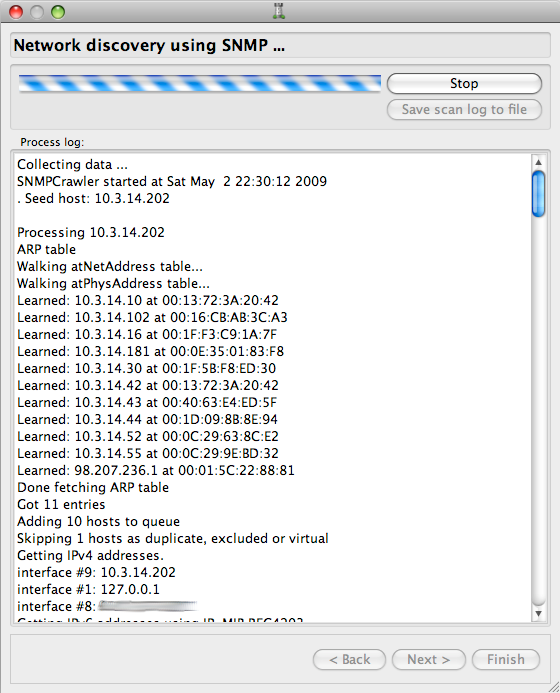 Network discovery using SNMP ...
Stop
Save scan log to file
Process log:
Collecting data ...
SNMPCrawler started at Sat May  2 22:30:12 2009
. Seed host: 10.3.14.202
Processing 10.3.14.202
ARP table
Walking atNetAddress table...
Walking atPhysAddress table...
Learned: 10.3.14.10 at 00:13:72:3A:20:42
Learned: 10.3.14.102 at 00:16:CB:AB:3C:A3
Learned: 10.3.14.16 at 00:1F:F3:C9:1A:7F
Learned: 10.3.14.181 at 00:0E:35:01:83:F8
Learned: 10.3.14.30 at 00:1F:5B:F8:ED:30
Learned: 10.3.14.42 at 00:13:72:3A:20:42
Learned: 10.3.14.43 at 00:40:63:E4:ED:5F
Learned: 10.3.14.44 at 00:1D:09:8B:8E:94
Learned: 10.3.14.52 at 00:0C:29:63:8C:E2
Learned: 10.3.14.55 at 00:0C:29:9E:BD:32
Learned: 98.207.236.1 at 00:01:5C:22:88:81
Done fetching ARP table
Got 11 entries
Adding 10 hosts to queue
Skipping 1 hosts as duplicate, excluded or virtual
Getting IPv4 addresses.
interface #9: 10.3.14.202
interface #1: 127.0.0.1
interface #8:
Getting IPv6 addresses using IP-MIB RFC4293
< Back
Next >
Finish